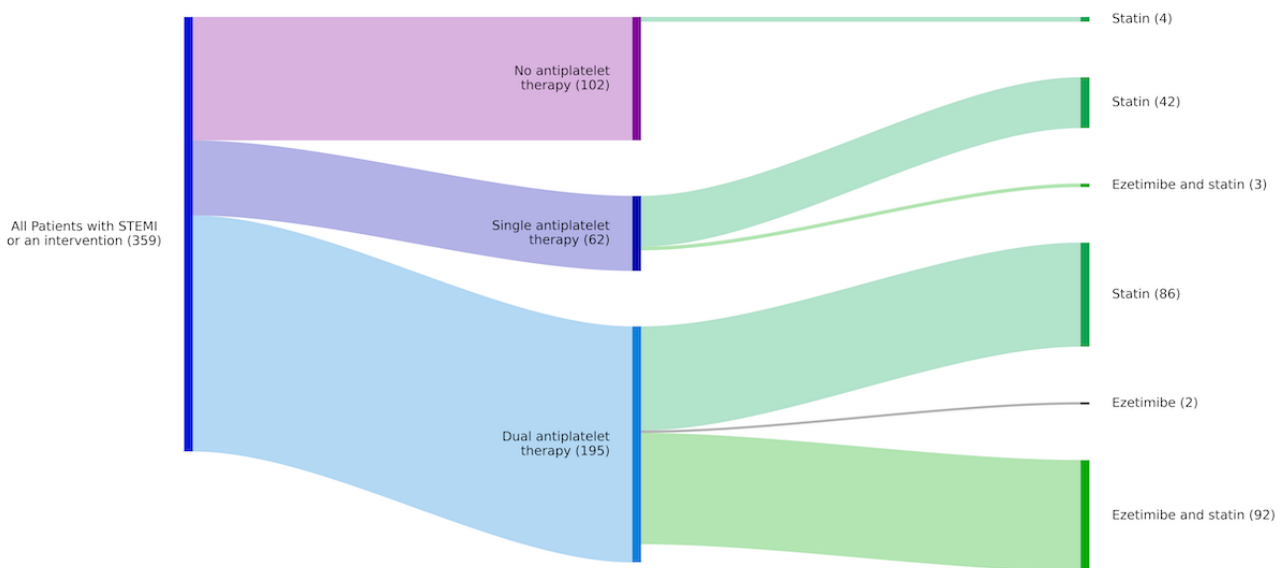 All Patients with STEMI
or an intervention (359)
No antiplatelet
therapy (102)
Single antiplatelet
therapy (62)
Dual antiplatelet
therapy (195)
Statin (4)
Statin (42)
Ezetimibe and statin (3)
Statin (86)
Ezetimibe (2)
Ezetimibe and statin (92)